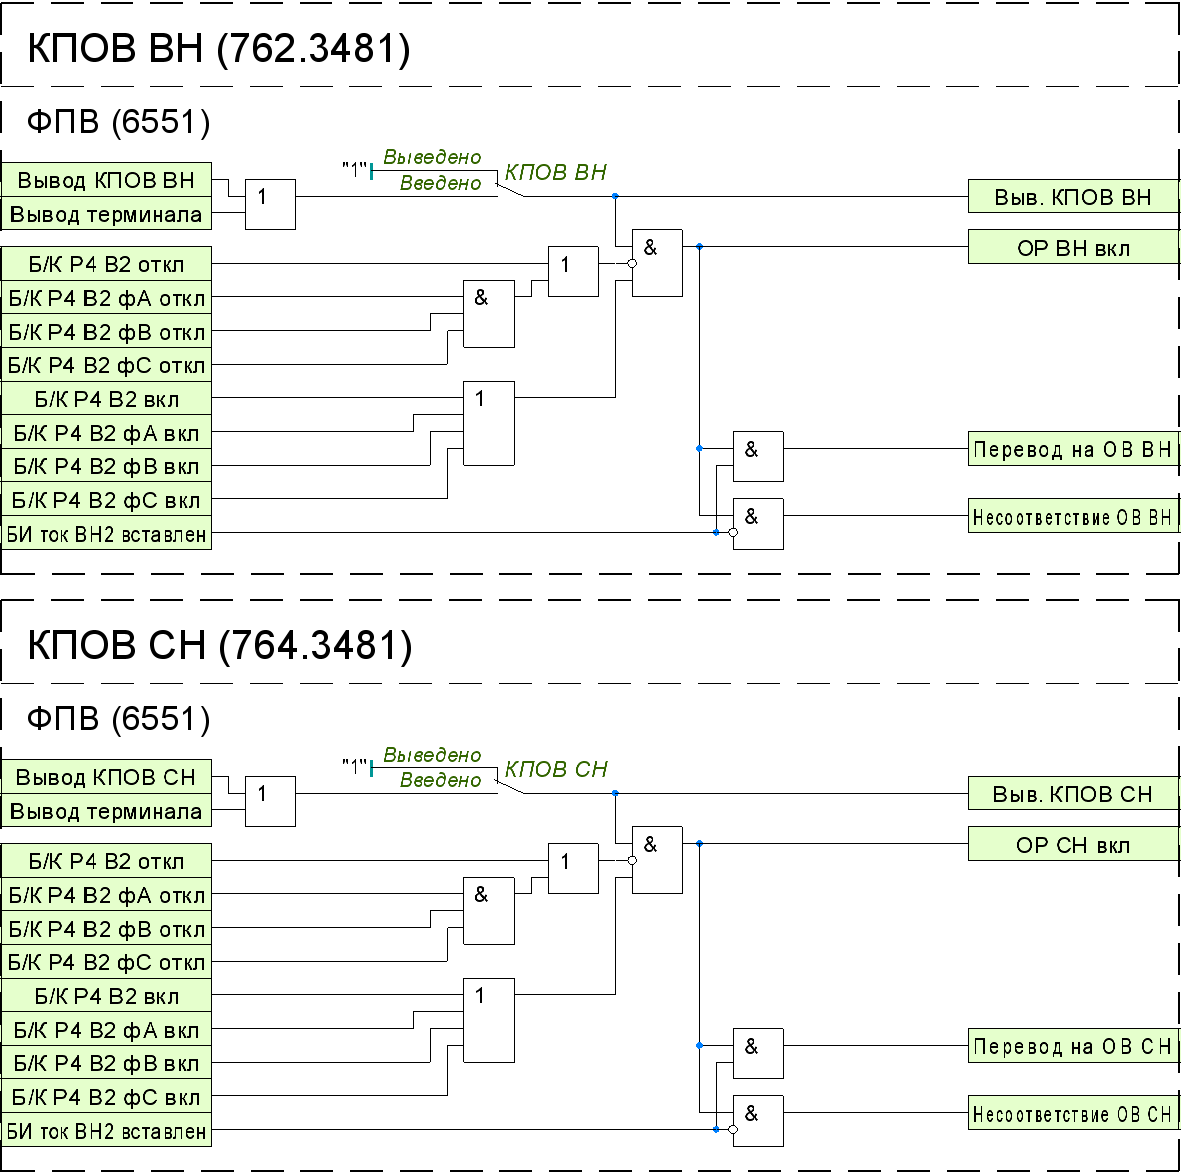 КПОВ ВН (762.3481)
ФПВ (6551)
"1"
Выведено
Введено
КПОВ ВН
Вывод КПОВ ВН
Вывод терминала
1
Выв. КПОВ ВН
Б/К Р4 В2 откл
Б/К Р4 В2 фА откл
Б/К Р4 В2 фВ откл
Б/К Р4 В2 фС откл
Б/К Р4 В2 вкл
Б/К Р4 В2 фА вкл
Б/К Р4 В2 фВ вкл
Б/К Р4 В2 фС вкл
БИ ток ВН2 вставлен
&
1
1
&
ОР ВН вкл
&
Перевод на ОВ ВН
&
Несоответствие ОВ ВН
КПОВ СН (764.3481)
ФПВ (6551)
"1"
Выведено
Введено
КПОВ СН
Вывод КПОВ СН
Вывод терминала
1
Выв. КПОВ СН
Б/К Р4 В2 откл
Б/К Р4 В2 фА откл
Б/К Р4 В2 фВ откл
Б/К Р4 В2 фС откл
Б/К Р4 В2 вкл
Б/К Р4 В2 фА вкл
Б/К Р4 В2 фВ вкл
Б/К Р4 В2 фС вкл
БИ ток ВН2 вставлен
&
1
1
&
ОР СН вкл
&
Перевод на ОВ СН
&
Несоответствие ОВ СН